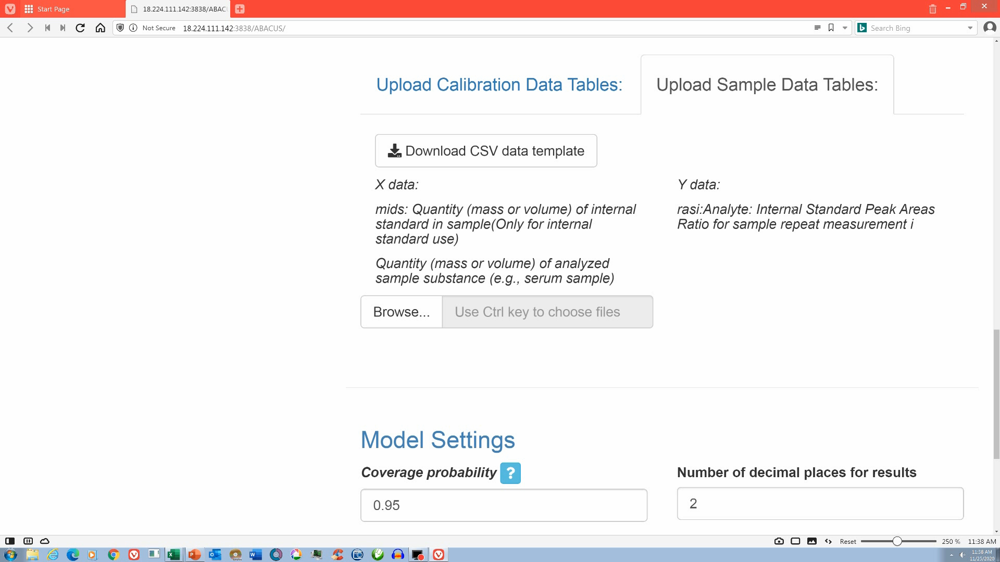 Start Page
18.224.111.142:3838/ABAC
Not Secure
18.224.111.142:3838/ABACUS/
Search Bing
Upload Calibration Data Tables:
Upload Sample Data Tables:
Download CSV data template
X data:
mids: Quantity (mass or volume) of internal
standard in sample(Only for internal
standard use)
Quantity (mass or volume) of analyzed
sample substance (e.g., serum sample)
Y data:
rasi:Analyte: Internal Standard Peak Areas
Ratio for sample repeat measurement i
Browse...
Use Ctrl key to choose files
Model Settings
Coverage probability ?
0.95
Number of decimal places for results
2
Reset
250 %
11:38 AM
11:38 AM
11/25/2020